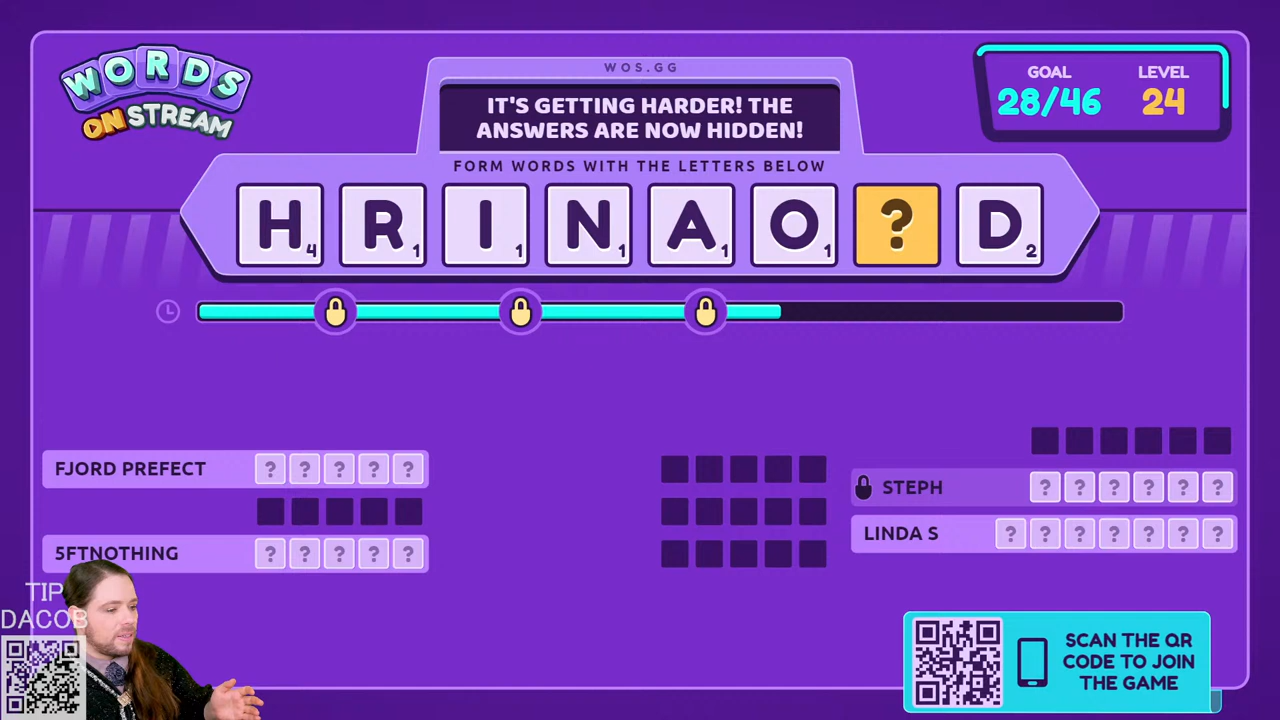 WORDS
ON STREAM
WOS.GG
IT'S GETTING HARDER! THE
ANSWERS ARE NOW HIDDEN!
GOAL
28/46
LEVEL
24
FORM WORDS WITH THE LETTERS BELOW
H4 R1 I1 N1 A1 O1 ? D2
FJORD PREFECT ? ? ? ? ?
5FTNOTHING ? ? ? ? ?
STEPH ? ? ? ? ? ?
LINDA S ? ? ? ? ? ? ?
TIP
DACOB
SCAN THE QR
CODE TO JOIN
THE GAME